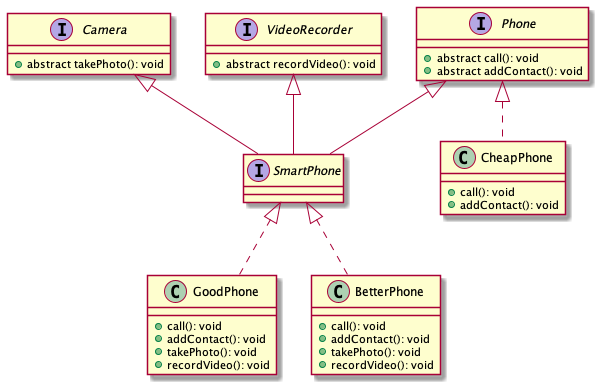 I Camera
abstract takePhoto(): void
I VideoRecorder
abstract recordVideo(): void
I Phone
abstract call(): void
abstract addContact(): void
I SmartPhone
C CheapPhone
call(): void
addContact(): void
C GoodPhone
call(): void
addContact(): void
takePhoto(): void
recordVideo(): void
C BetterPhone
call(): void
addContact(): void
takePhoto(): void
recordVideo(): void